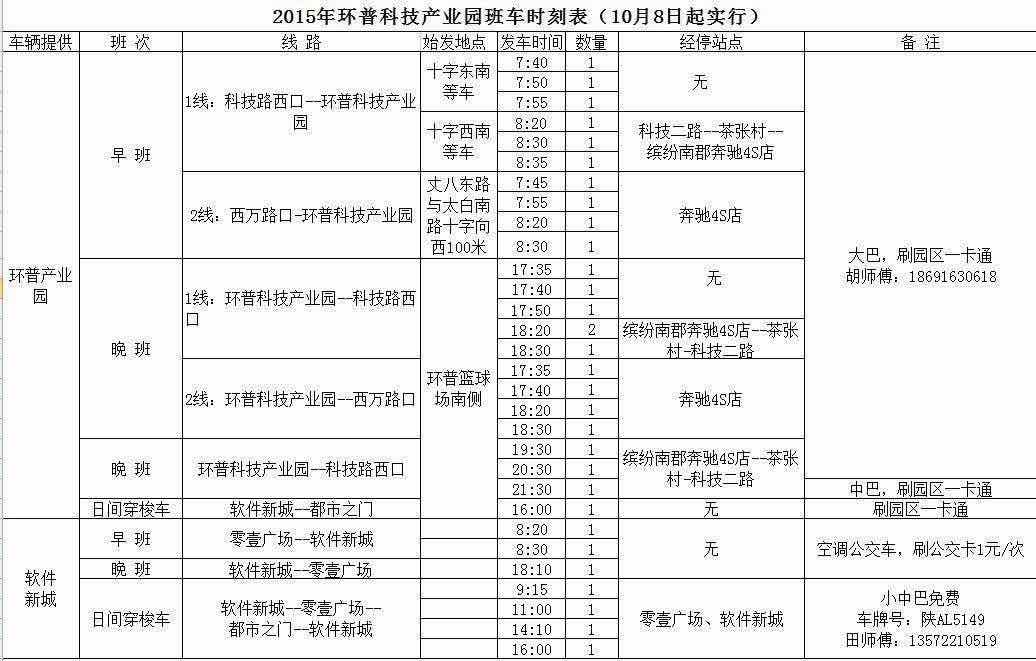 2015年环普科技产业园班车时刻表（10月8日起实行）
车辆提供 班 次 线 路 始发地点 发车时间 数量 经停站点 备 注
环普产业
园
早 班
1线：科技路西口--环普科技产业
园
十字东南
等车
7:40 1
7:50 1
7:55 1
无
十字西南
等车
8:20 1
8:30 1
8:35 1
科技二路--茶张村--
缤纷南郡奔驰4S店
2线：西万路口-环普科技产业园
丈八东路
与太白南
路十字向
西100米
7:45 1
7:55 1
8:20 1
8:30 1
奔驰4S店
大巴，刷园区一卡通
胡师傅：18691630618
晚 班
1线：环普科技产业园--科技路西
口
环普篮球
场南侧
17:35 1
17:40 1
17:50 1
无
18:20 2
18:30 1
缤纷南郡奔驰4S店--茶张
村-科技二路
2线：环普科技产业园--西万路口
17:35 1
17:40 1
18:20 1
18:30 1
奔驰4S店
晚 班
环普科技产业园--科技路西口
19:30 1
20:30 1
21:30 1
缤纷南郡奔驰4S店--茶张
村-科技二路
中巴，刷园区一卡通
日间穿梭车 软件新城--都市之门 16:00 1 无 刷园区一卡通
软件
新城
早 班
零壹广场--软件新城
8:20 1
8:30 1
无
空调公交车，刷公交卡1元/次
晚 班 软件新城--零壹广场 18:10 1
日间穿梭车
软件新城--零壹广场--
都市之门--软件新城
9:15 1
11:00 1
14:10 1
16:00 1
零壹广场、软件新城
小中巴免费
车牌号：陕AL5149
田师傅：13572210519